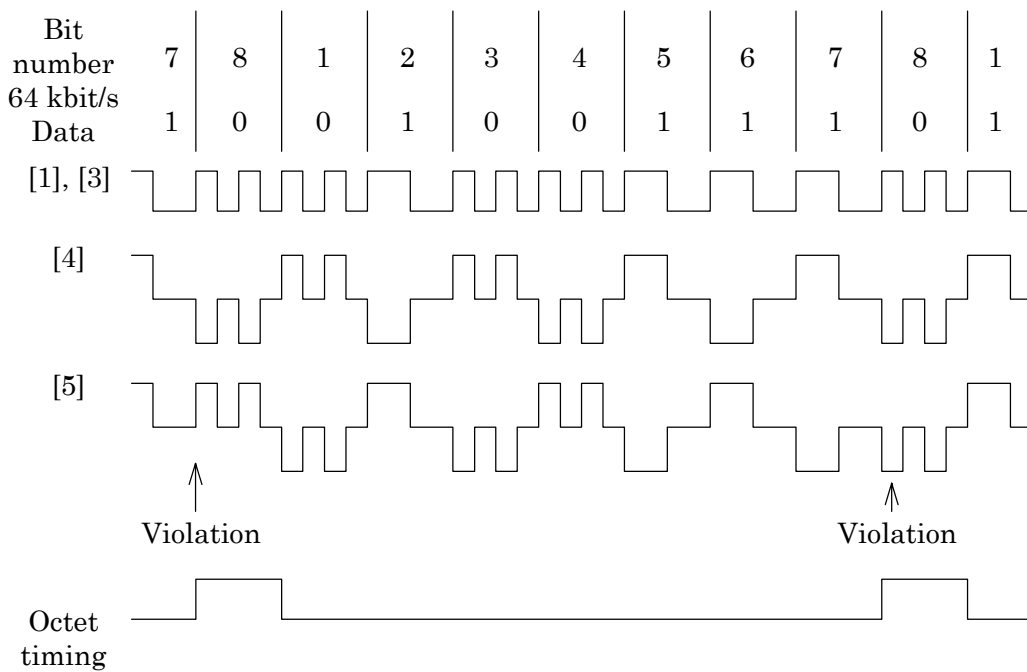 Bit number 7 8 1 2 3 4 5 6 7 8 1
64 kbit/s Data 1 0 0 1 0 0 1 1 1 0 1
[1], [3]
[4]
[5]
Violation Violation
Octet
timing